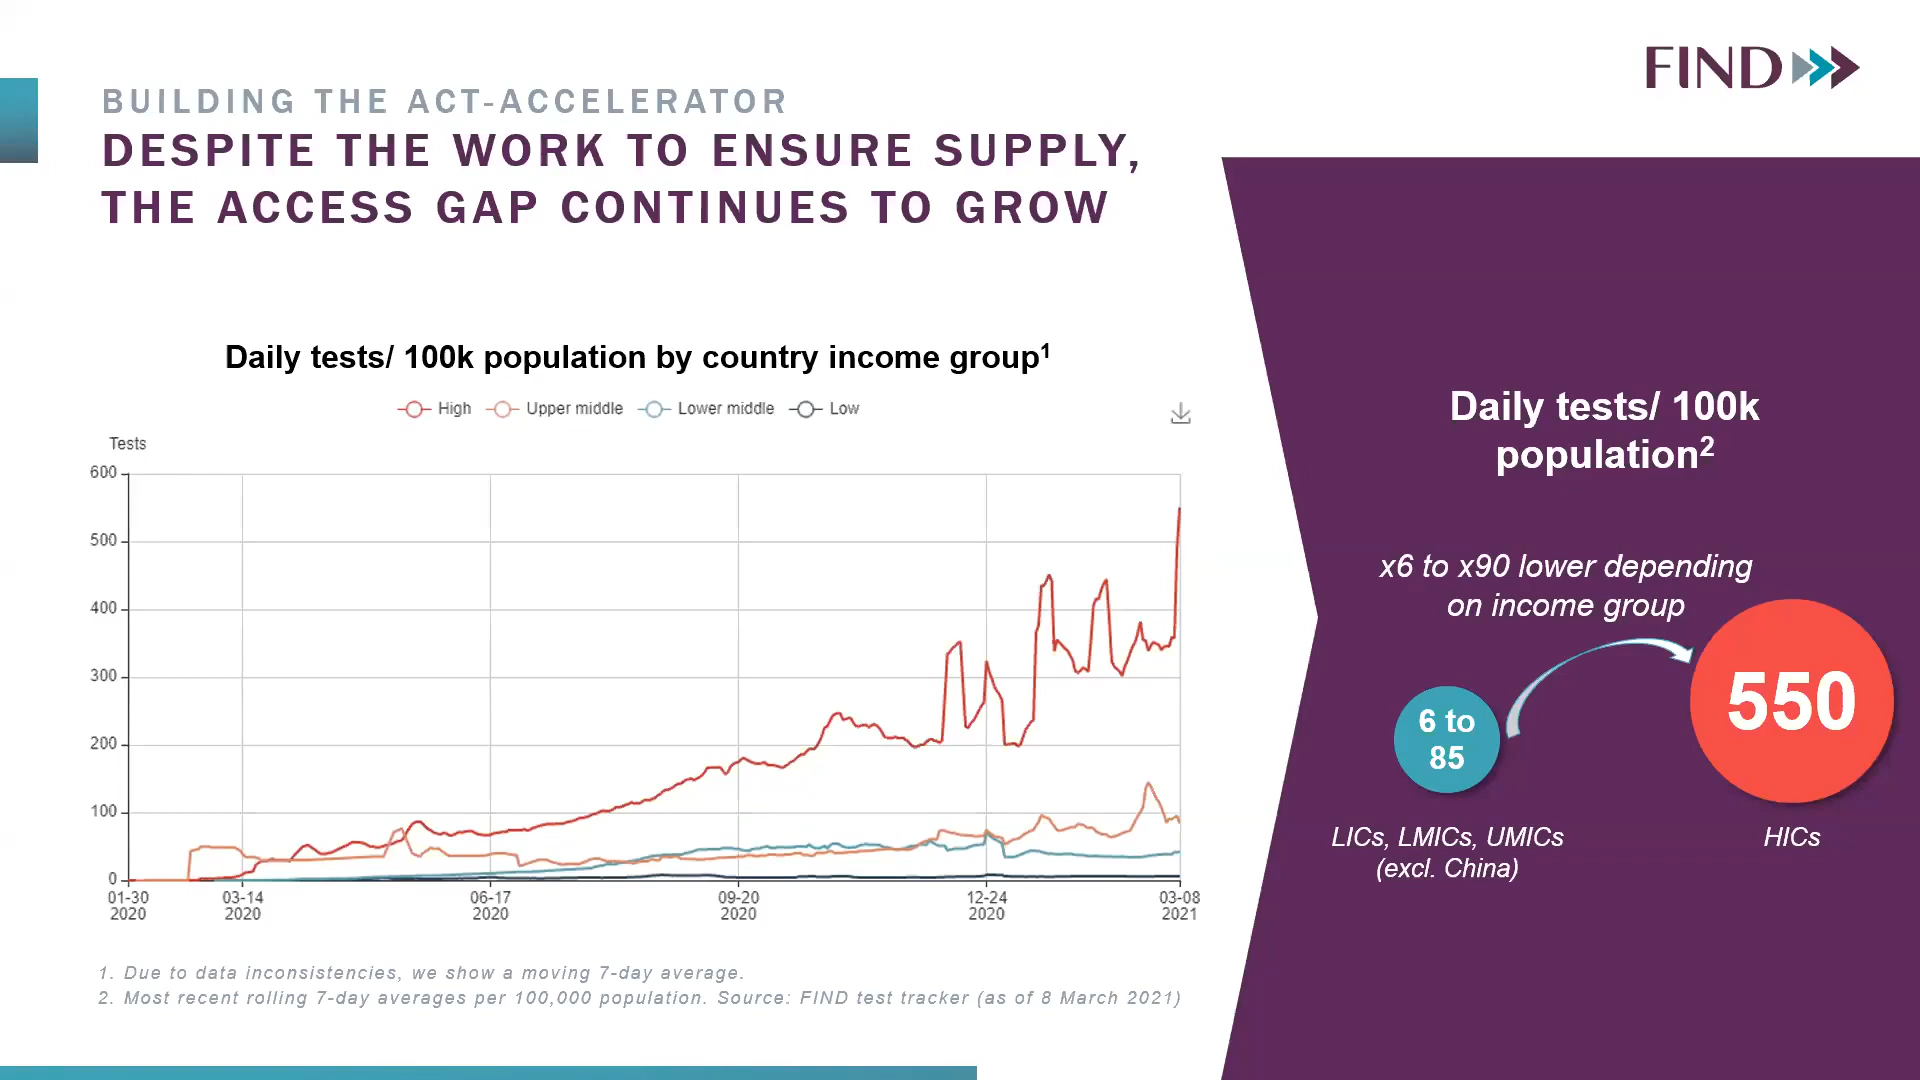 FIND
BUILDING THE ACT-ACCELERATOR
DESPITE THE WORK TO ENSURE SUPPLY,
THE ACCESS GAP CONTINUES TO GROW
Daily tests/ 100k population by country income group¹
High Upper middle Lower middle Low
Tests
600
500
400
300
200
100
0
01-30 03-14 06-17 09-20 12-24 03-08
2020 2020 2020 2020 2020 2021
1. Due to data inconsistencies, we show a moving 7-day average.
2. Most recent rolling 7-day averages per 100,000 population. Source: FIND test tracker (as of 8 March 2021)
Daily tests/ 100k
population²
x6 to x90 lower depending
on income group
6 to
85
550
LICs, LMICs, UMICs
(excl. China)
HICs